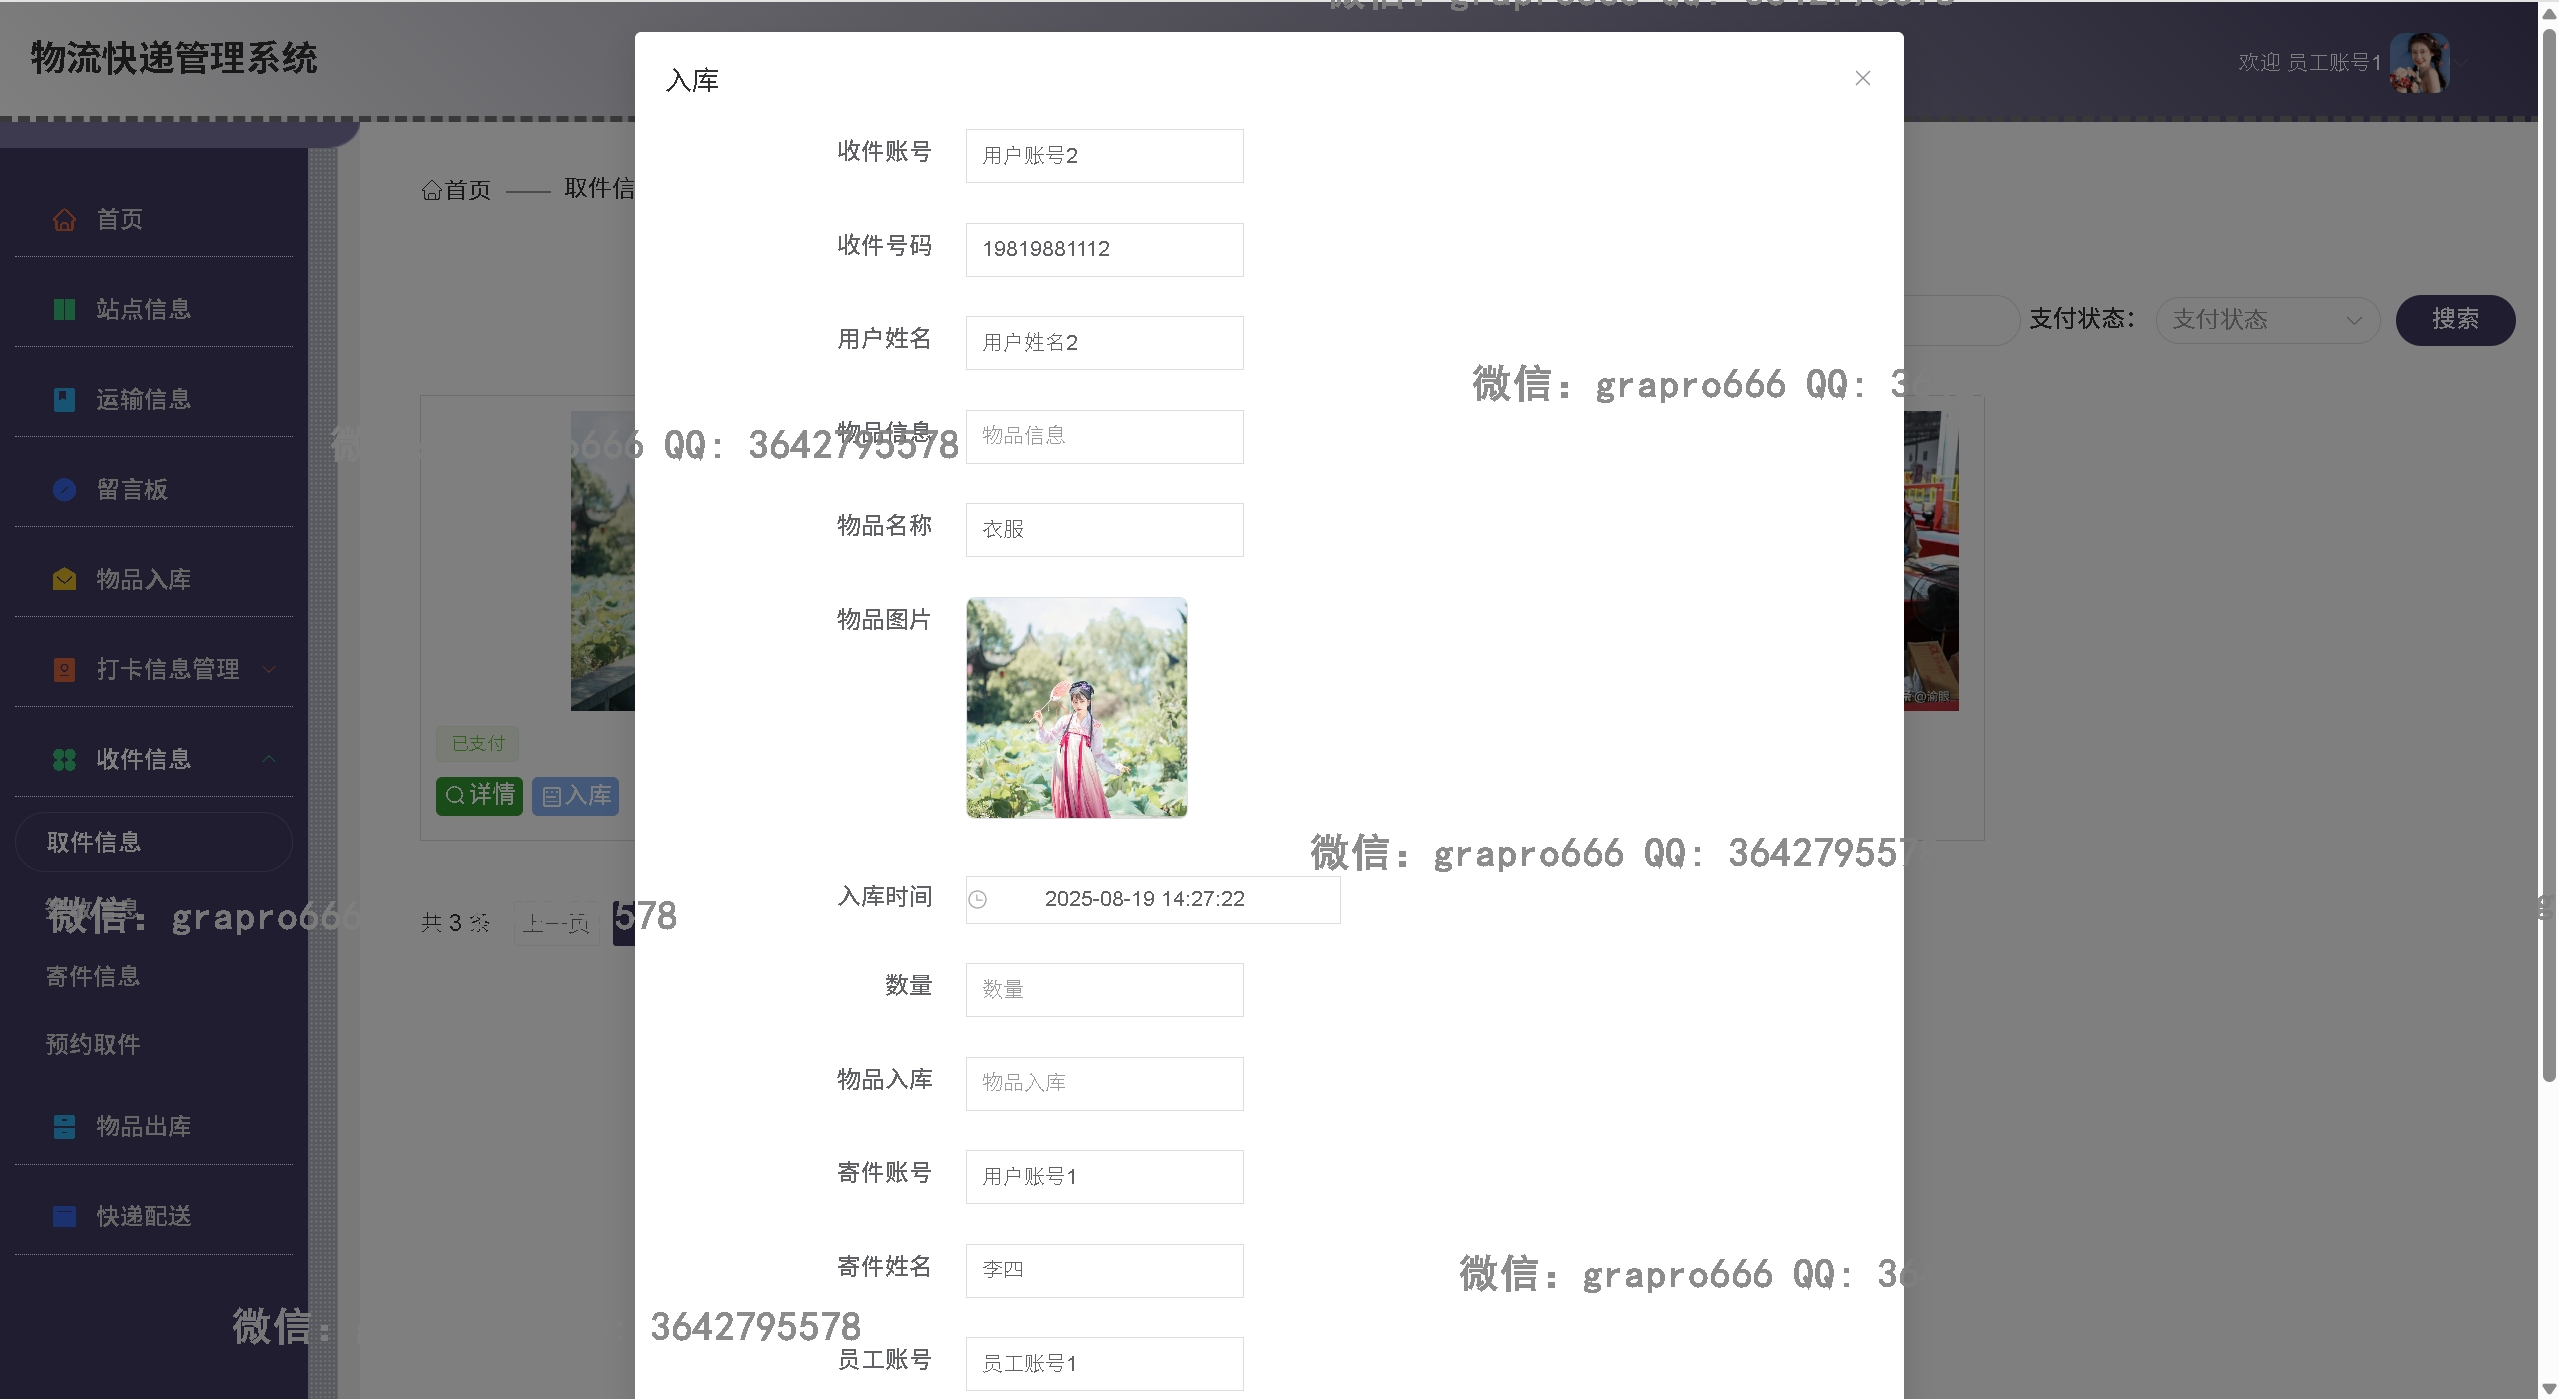 物流快递管理系统
欢迎 员工账号1
首页
站点信息
运输信息
留言板
物品入库
打卡信息管理
收件信息
取件信息
寄件信息
预约取件
物品出库
快递配送
首页 —— 取件信
支付状态：
支付状态
搜索
已支付
详情
入库
共 3 条
上一页
入库
收件账号
用户账号2
收件号码
19819881112
用户姓名
用户姓名2
物品信息
物品信息
物品名称
衣服
物品图片
入库时间
2025-08-19 14:27:22
数量
数量
物品入库
物品入库
寄件账号
用户账号1
寄件姓名
李四
员工账号
员工账号1
微信：grapro666 QQ: 3
666 QQ: 3642795578
微信：grapro666 QQ: 364279557
微信：grapro666
578
微信：grapro666 QQ: 36
微信：
3642795578